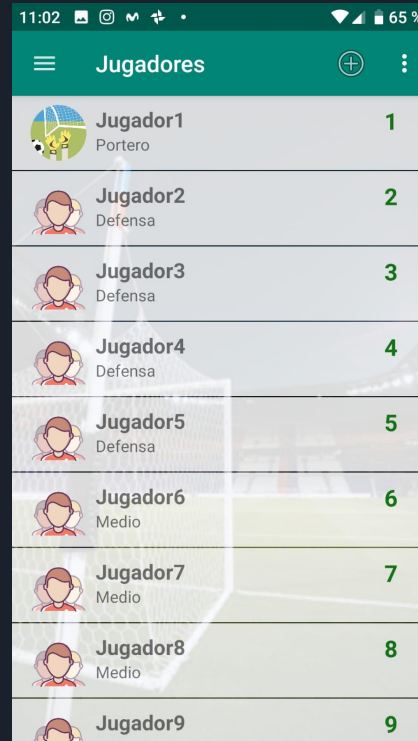 11:02 65 %
Jugadores
Jugador1 1
Portero
Jugador2 2
Defensa
Jugador3 3
Defensa
Jugador4 4
Defensa
Jugador5 5
Defensa
Jugador6 6
Medio
Jugador7 7
Medio
Jugador8 8
Medio
Jugador9 9